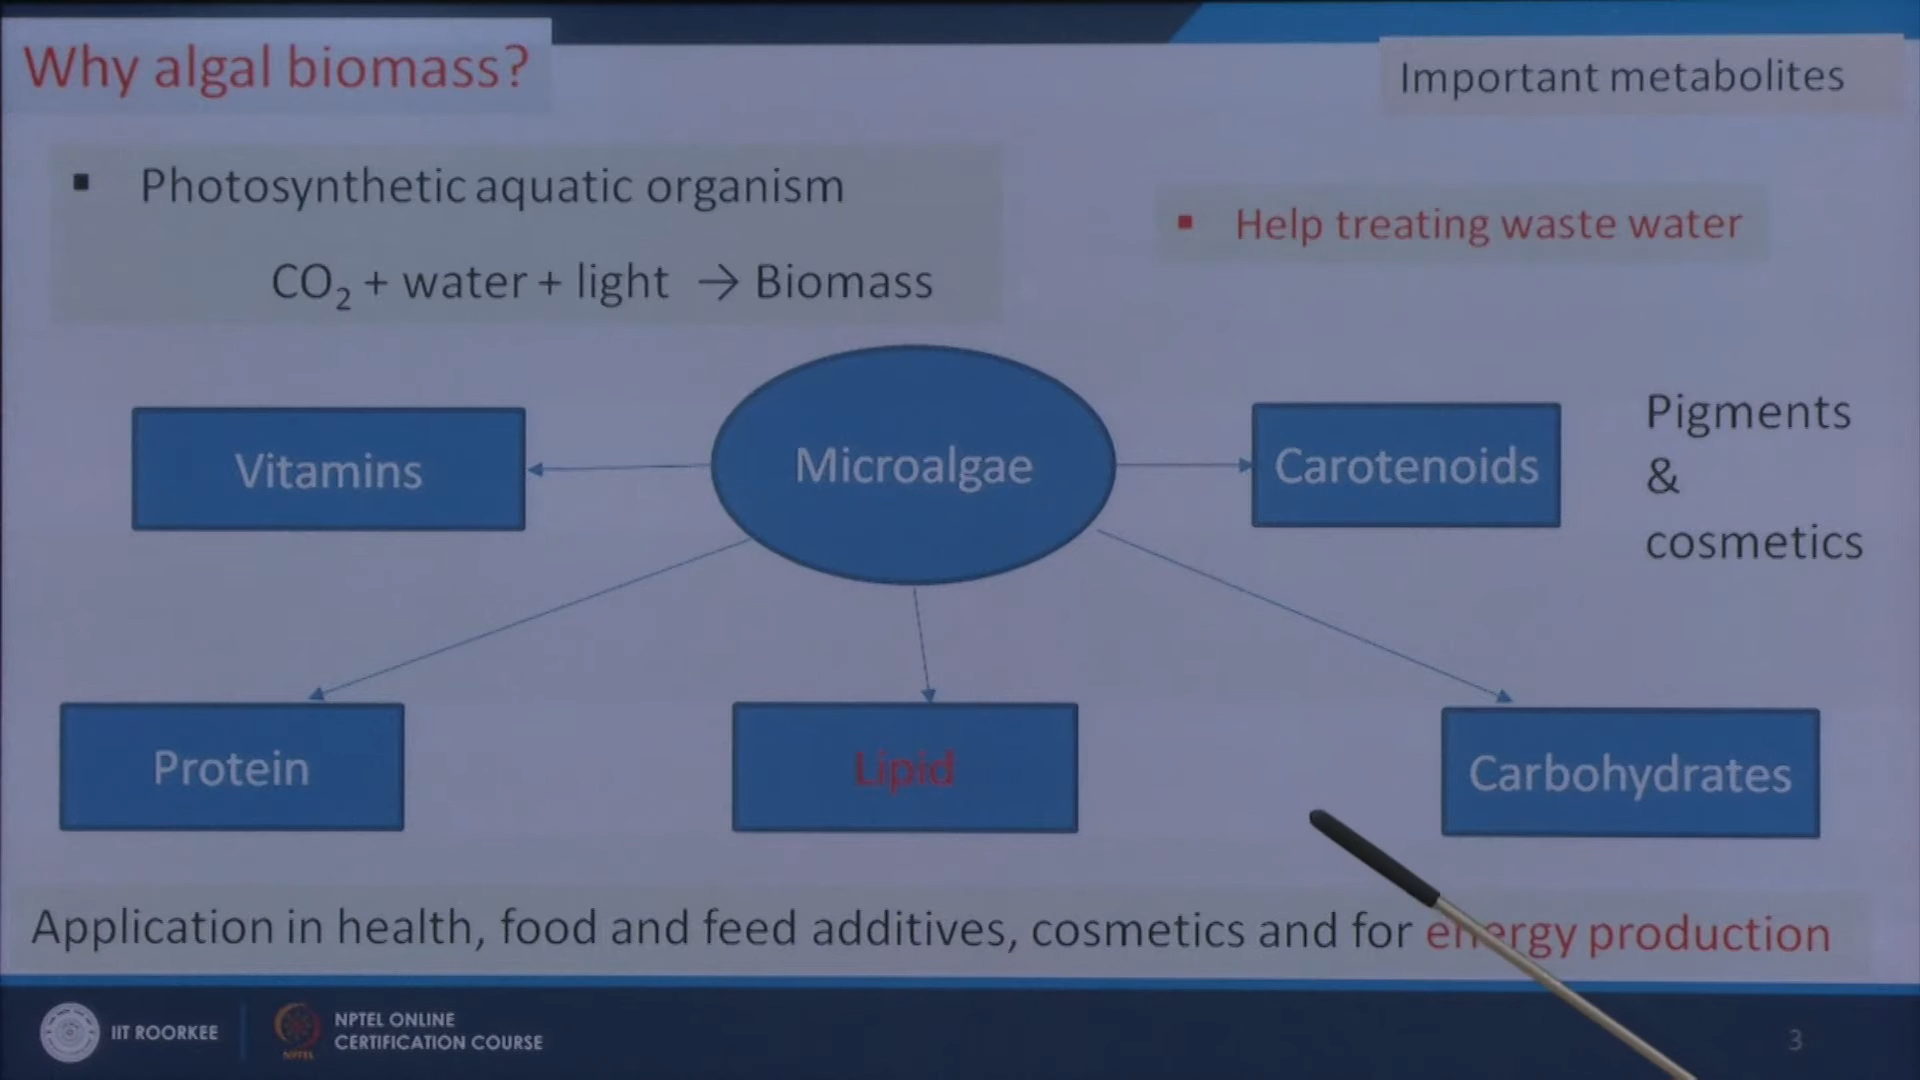 Why algal biomass?
Important metabolites
▪ Photosynthetic aquatic organism
CO₂ + water + light → Biomass
▪ Help treating waste water
Vitamins
Microalgae
Carotenoids
Pigments
&
cosmetics
Protein
Lipid
Carbohydrates
Application in health, food and feed additives, cosmetics and for energy production
IIT ROORKEE
NPTEL
NPTEL ONLINE
CERTIFICATION COURSE
3